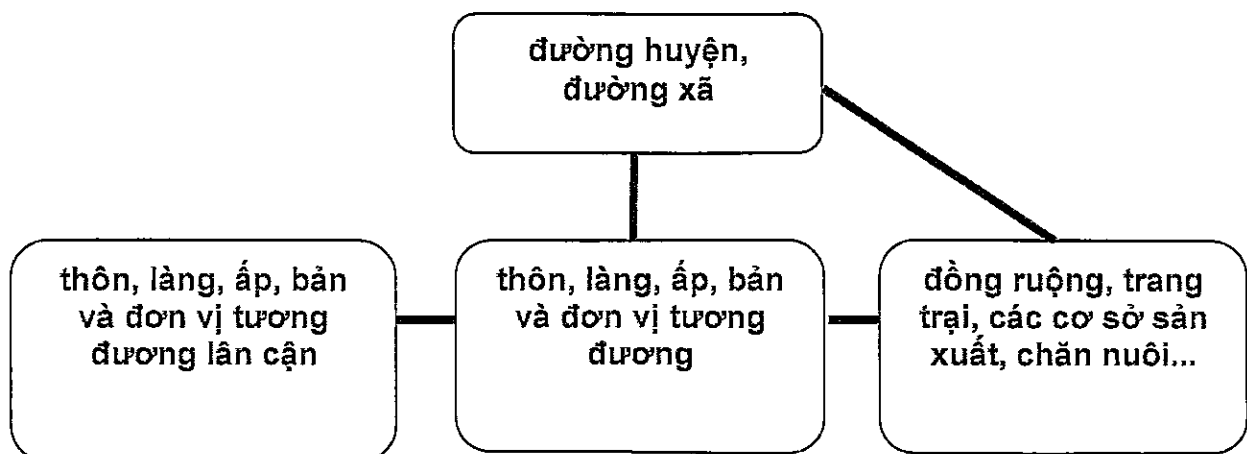 đường huyện,
đường xã
thôn, làng, ấp, bản
và đơn vị tương
đương lân cận
thôn, làng, ấp, bản
và đơn vị tương
đương
đồng ruộng, trang
trại, các cơ sở sản
xuất, chăn nuôi...